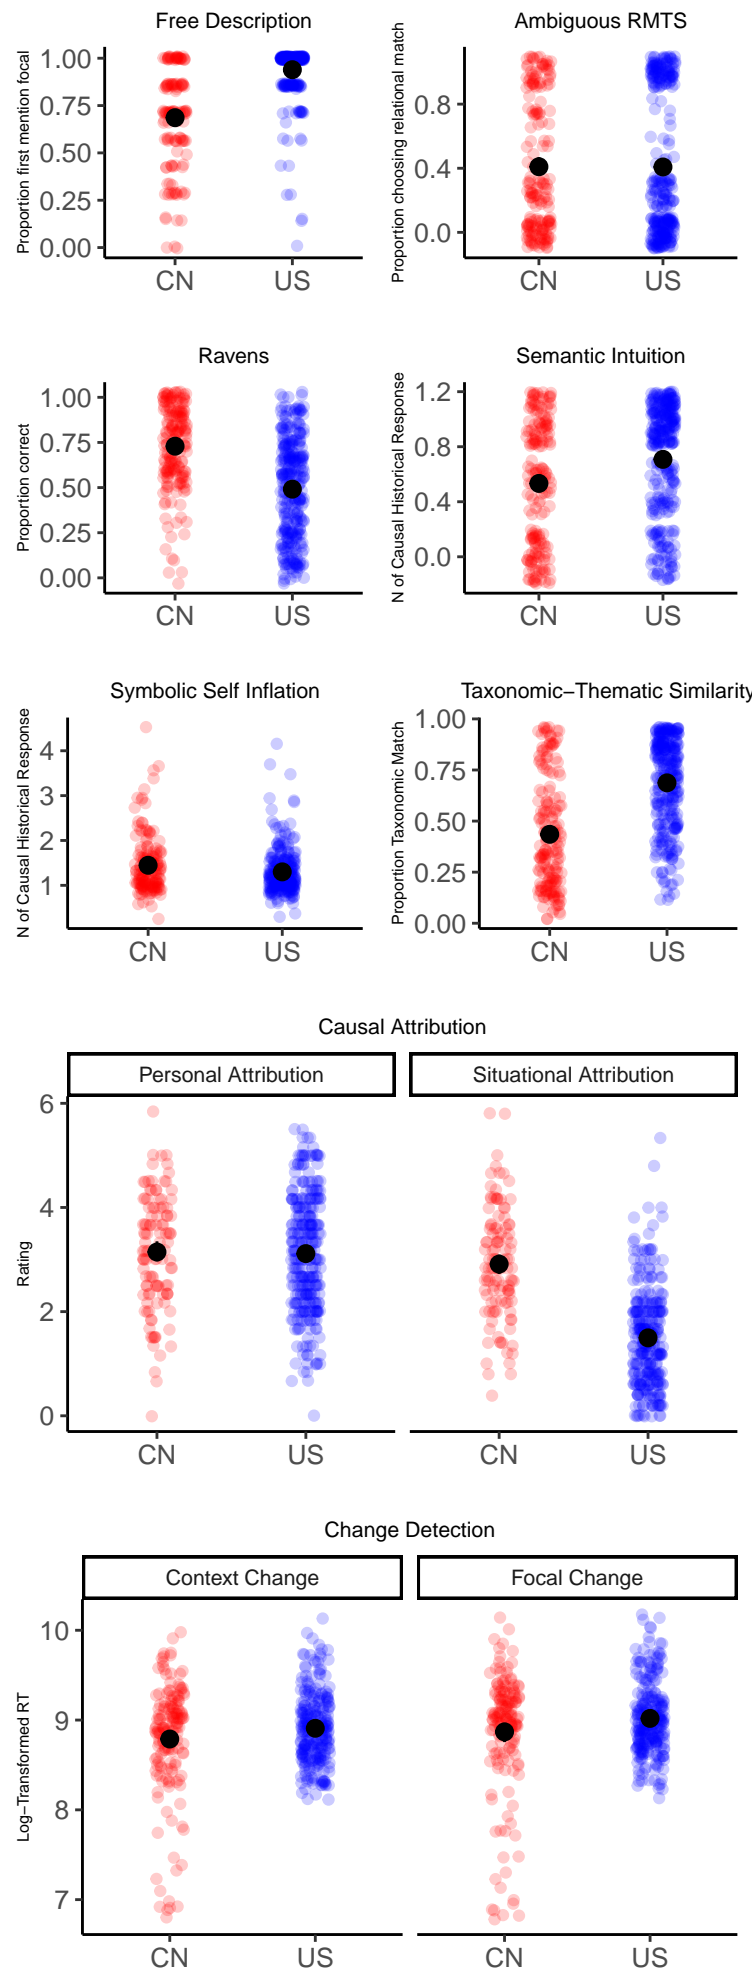 Free Description
Proportion first mention focal
1.00
0.75
0.50
0.25
0.00
CN
US
Ambiguous RMTS
Proportion choosing relational match
0.8
0.4
0.0
CN
US
Ravens
Proportion correct
1.00
0.75
0.50
0.25
0.00
CN
US
Semantic Intuition
N of Causal Historical Response
1.2
0.8
0.4
0.0
CN
US
Symbolic Self Inflation
N of Causal Historical Response
4
3
2
1
CN
US
Taxonomic−Thematic Similarity
Proportion Taxonomic Match
1.00
0.75
0.50
0.25
0.00
CN
US
Causal Attribution
Personal Attribution
Situational Attribution
Rating
6
4
2
0
CN
US
CN
US
Change Detection
Context Change
Focal Change
Log−Transformed RT
10
9
8
7
CN
US
CN
US